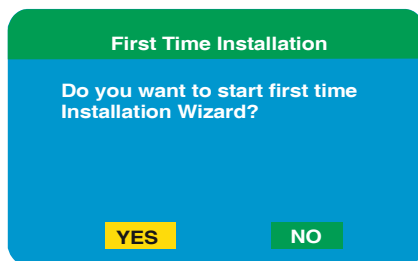 First Time Installation
Do you want to start first time
Installation Wizard?
YES NO